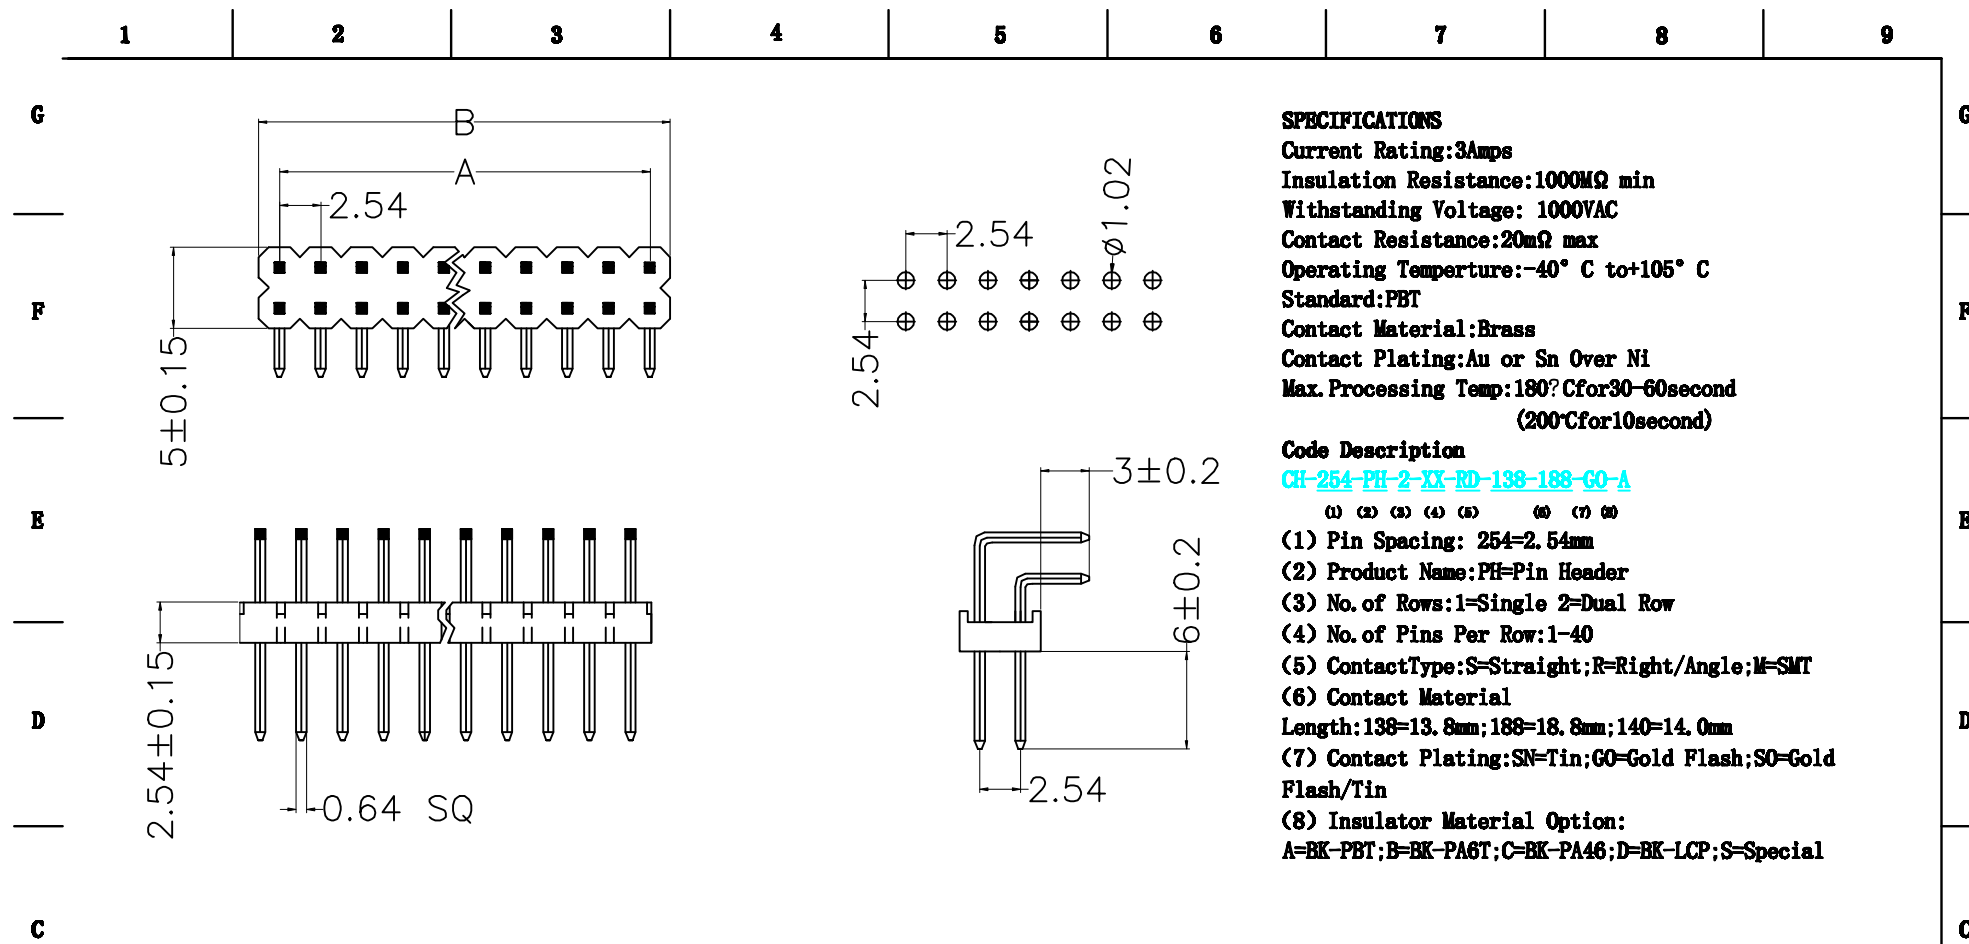 1 2 3 4 5 6 7 8 9
G
G
F
F
E
E
D
D
C
C
B
A
2.54
5±0.15
2.54
ø1.02
2.54
2.54±0.15
0.64 SQ
3±0.2
6±0.2
2.54
SPECIFICATIONS
Current Rating:3Amps
Insulation Resistance:1000MΩ min
Withstanding Voltage: 1000VAC
Contact Resistance:20mΩ max
Operating Temperture:-40° C to+105° C
Standard:PBT
Contact Material:Brass
Contact Plating:Au or Sn Over Ni
Max.Processing Temp:180?Cfor30-60second
(200℃for10second)
Code Description
CH-254-PH-2-XX-RD-138-188-GO-A
(1) (2) (3) (4) (5) (6) (7) (8)
(1) Pin Spacing: 254=2.54mm
(2) Product Name:PH=Pin Header
(3) No.of Rows:1=Single 2=Dual Row
(4) No.of Pins Per Row:1-40
(5) ContactType:S=Straight;R=Right/Angle;M=SMT
(6) Contact Material
Length:138=13.8mm;188=18.8mm;140=14.0mm
(7) Contact Plating:SN=Tin;GO=Gold Flash;SO=Gold
Flash/Tin
(8) Insulator Material Option:
A=BK-PBT;B=BK-PA6T;C=BK-PA46;D=BK-LCP;S=Special